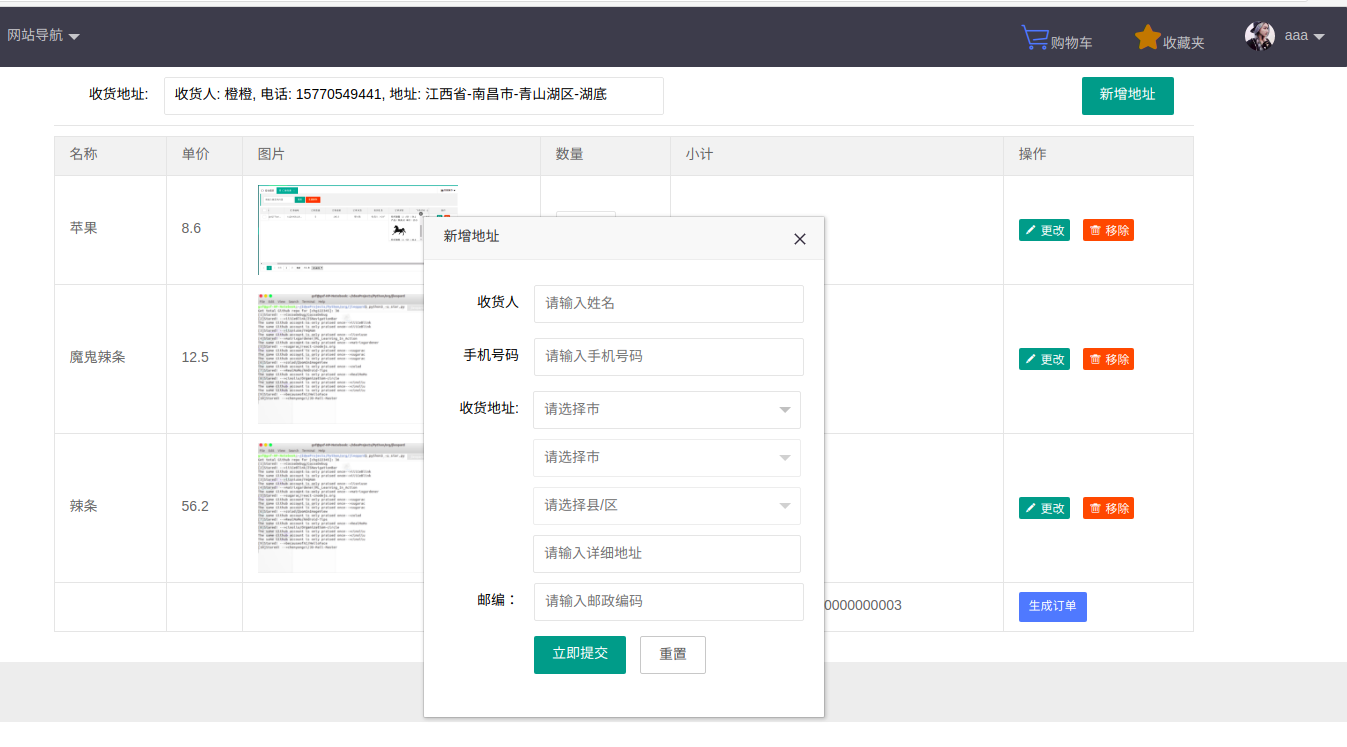 网站导航
购物车
收藏夹
aaa
收货地址:
收货人: 橙橙, 电话: 15770549441, 地址: 江西省-南昌市-青山湖区-湖底
新增地址
名称 单价 图片 数量 小计 操作
苹果 8.6 更改 移除
魔鬼辣条 12.5 更改 移除
辣条 56.2 更改 移除
0000000003 生成订单
新增地址
收货人 请输入姓名
手机号码 请输入手机号码
收货地址: 请选择市
请选择市
请选择县/区
请输入详细地址
邮编： 请输入邮政编码
立即提交 重置